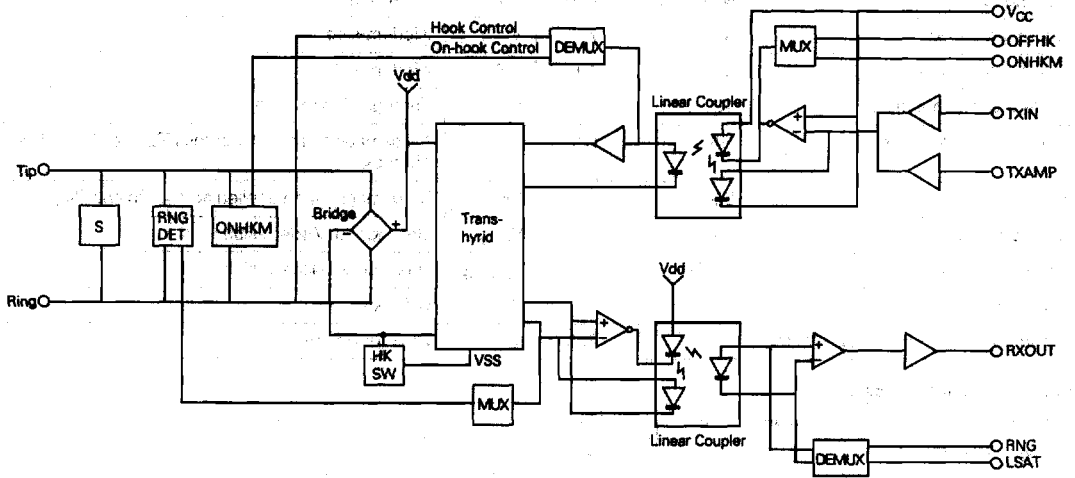 Hook Control
On-hook Control
DEMUX
Vdd
Linear Coupler
MUX
VCC
OFFHK
ONHKM
TXIN
TXAMP
+
−
Tip
S
RNG
DET
ONHKM
Bridge
−
+
Trans-
hyrid
Ring
HK
SW
VSS
MUX
Vdd
+
−
Linear Coupler
+
−
RXOUT
DEMUX
RNG
LSAT